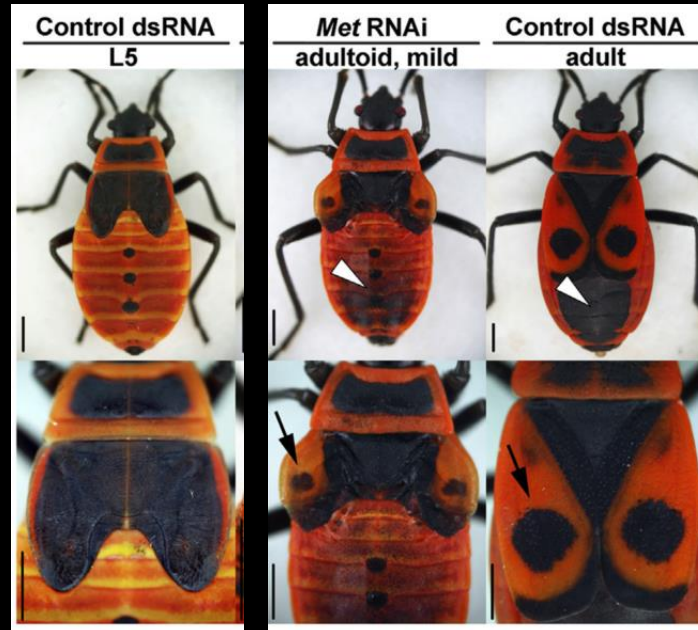 Control dsRNA
L5
Met RNAi
adultoid, mild
Control dsRNA
adult